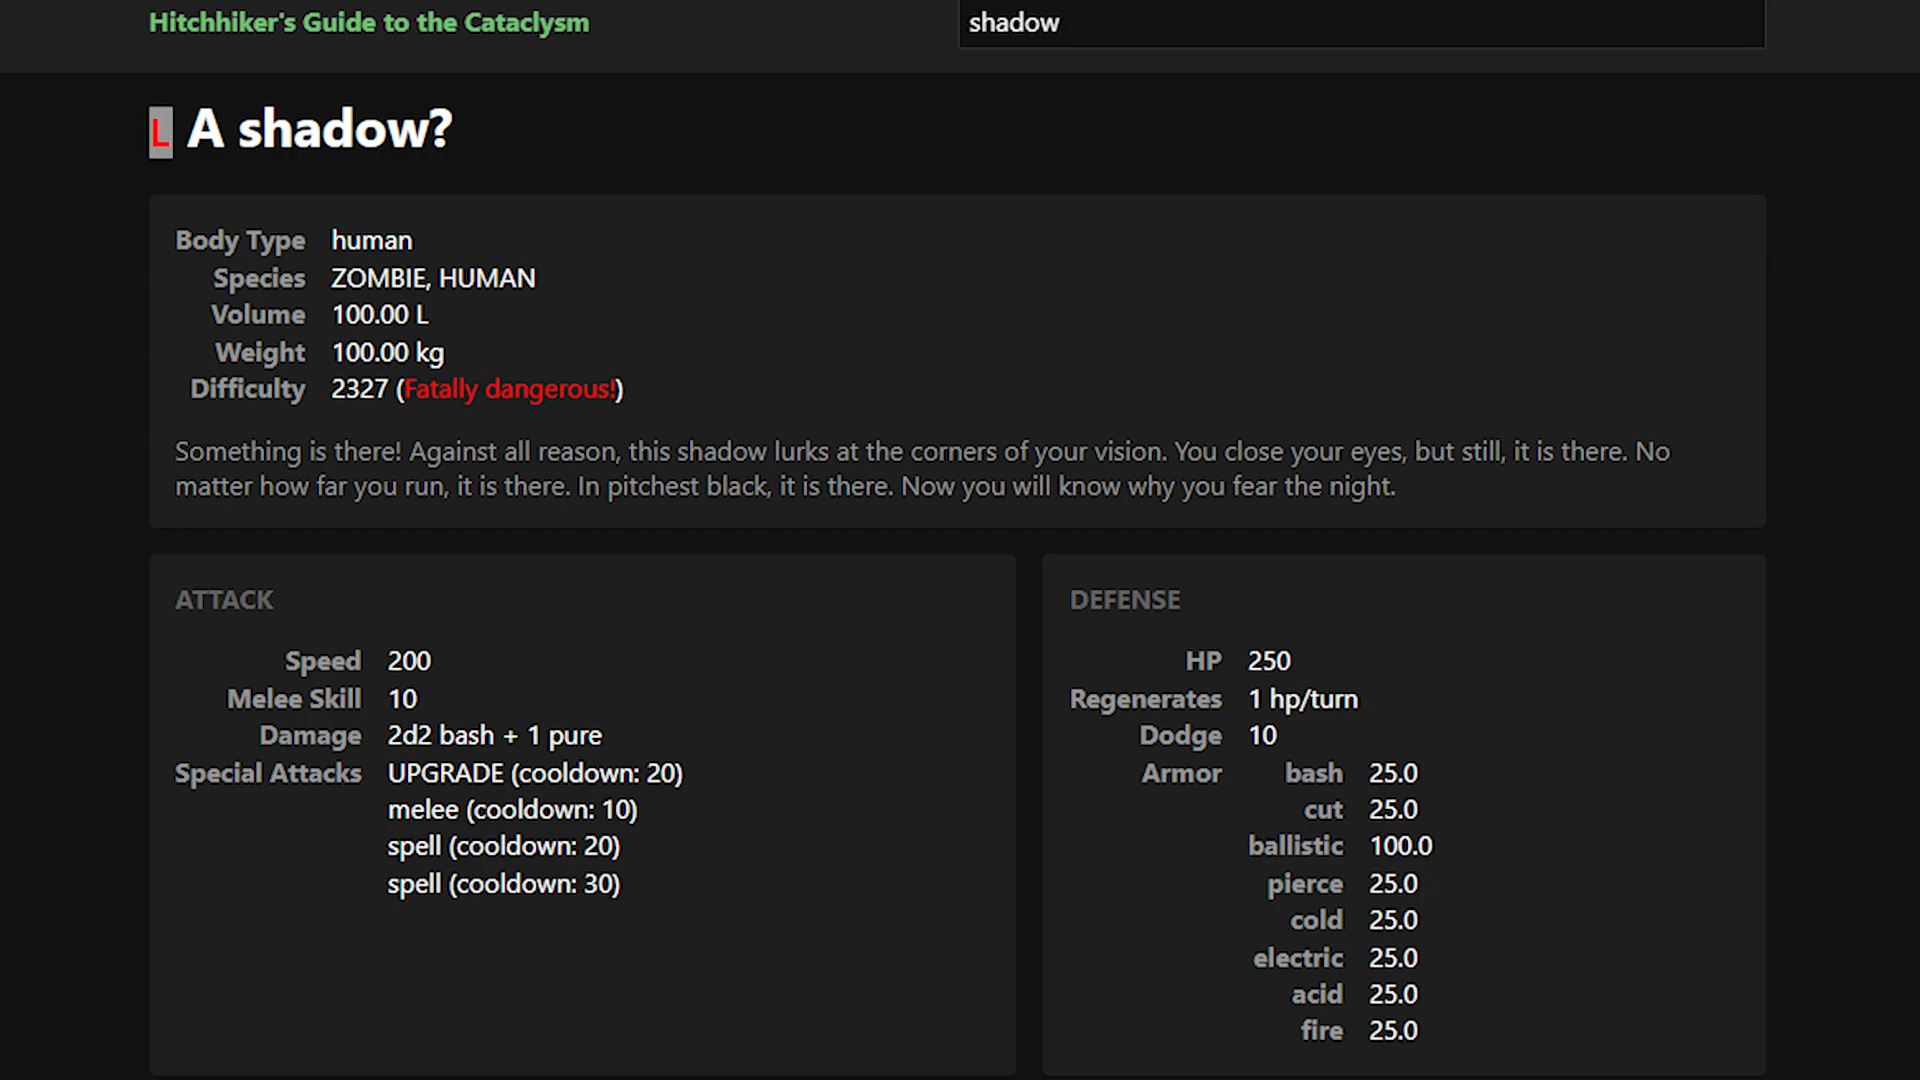 Hitchhiker's Guide to the Cataclysm
shadow
L A shadow?
Body Type human
Species ZOMBIE, HUMAN
Volume 100.00 L
Weight 100.00 kg
Difficulty 2327 (Fatally dangerous!)
Something is there! Against all reason, this shadow lurks at the corners of your vision. You close your eyes, but still, it is there. No
matter how far you run, it is there. In pitchest black, it is there. Now you will know why you fear the night.
ATTACK
Speed 200
Melee Skill 10
Damage 2d2 bash + 1 pure
Special Attacks UPGRADE (cooldown: 20)
melee (cooldown: 10)
spell (cooldown: 20)
spell (cooldown: 30)
DEFENSE
HP 250
Regenerates 1 hp/turn
Dodge 10
Armor bash 25.0
cut 25.0
ballistic 100.0
pierce 25.0
cold 25.0
electric 25.0
acid 25.0
fire 25.0